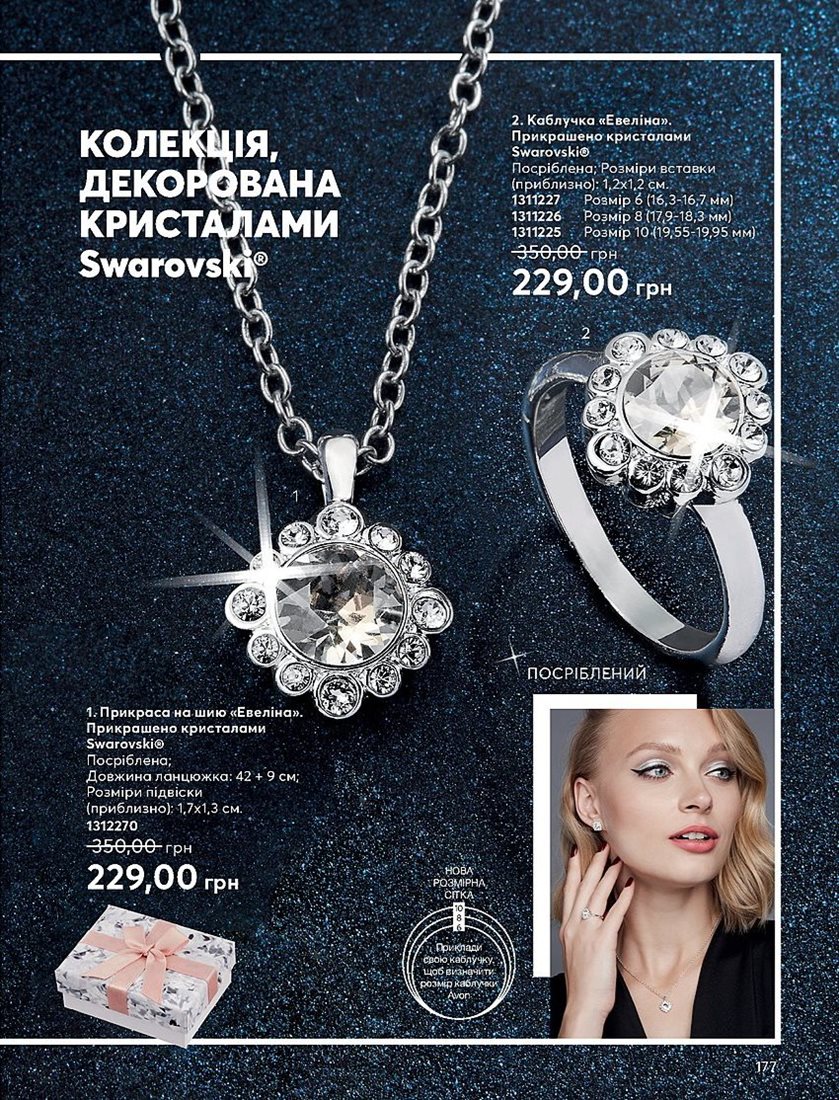 КОЛЕКЦІЯ,
ДЕКОРОВАНА
КРИСТАЛАМИ
Swarovski®
2. Каблучка «Евеліна».
Прикрашено кристалами
Swarovski®
Посріблена; Розміри вставки
(приблизно): 1,2х1,2 см.
1311227 Розмір 6 (16,3-16,7 мм)
1311226 Розмір 8 (17,9-18,3 мм)
1311225 Розмір 10 (19,55-19,95 мм)
350,00 грн
229,00 грн
2
1
ПОСРІБЛЕНИЙ
1. Прикраса на шию «Евеліна».
Прикрашено кристалами
Swarovski®
Посріблена;
Довжина ланцюжка: 42 + 9 см;
Розміри підвіски
(приблизно): 1,7х1,3 см.
1312270
350,00 грн
229,00 грн
НОВА
РОЗМІРНА
СІТКА
10
8
6
Приклади
свою каблучку,
щоб визначити
розмір каблучки
Avon
177